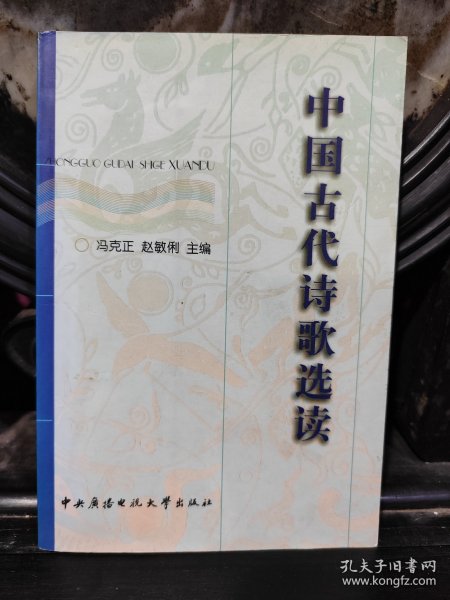 中国古代诗歌选读
ZHONGGUO GUDAI SHIGE XUANDU
冯克正 赵敏俐 主编
中央广播电视大学出版社
孔夫子旧书网
www.kongfz.com